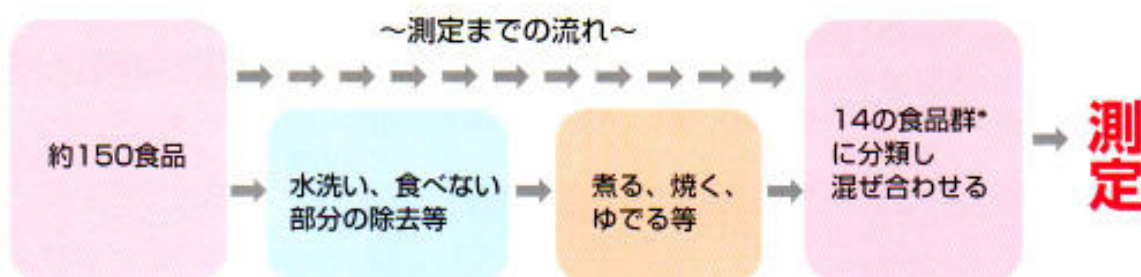 ～測定までの流れ～
約150食品
水洗い、食べない
部分の除去等
煮る、焼く、
ゆでる等
14の食品群*
に分類し
混ぜ合わせる
測定